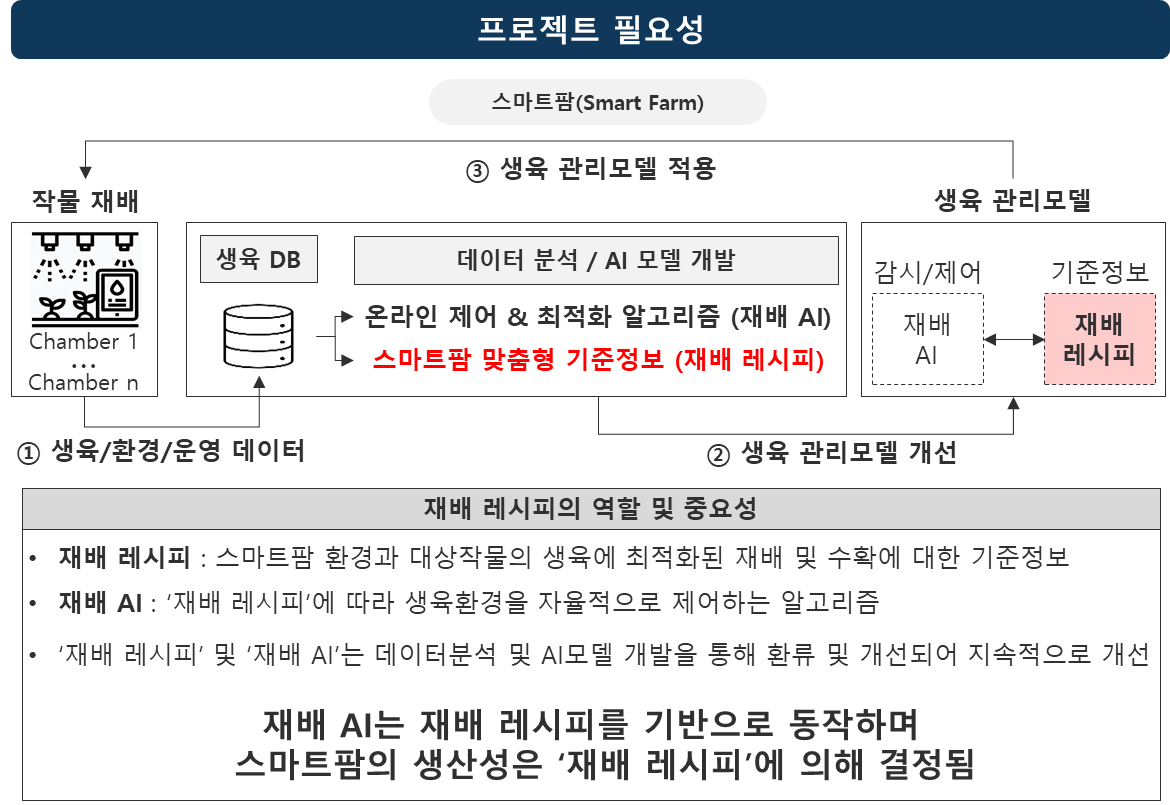 프로젝트 필요성
스마트팜(Smart Farm)
③ 생육 관리모델 적용
작물 재배
생육 관리모델
생육 DB
데이터 분석 / AI 모델 개발
온라인 제어 & 최적화 알고리즘 (재배 AI)
스마트팜 맞춤형 기준정보 (재배 레시피)
Chamber 1
...
Chamber n
감시/제어
기준정보
재배
AI
재배
레시피
① 생육/환경/운영 데이터
② 생육 관리모델 개선
재배 레시피의 역할 및 중요성
• 재배 레시피 : 스마트팜 환경과 대상작물의 생육에 최적화된 재배 및 수확에 대한 기준정보
• 재배 AI : ‘재배 레시피’에 따라 생육환경을 자율적으로 제어하는 알고리즘
• ‘재배 레시피’ 및 ‘재배 AI’는 데이터분석 및 AI모델 개발을 통해 환류 및 개선되어 지속적으로 개선
재배 AI는 재배 레시피를 기반으로 동작하며
스마트팜의 생산성은 ‘재배 레시피’에 의해 결정됨